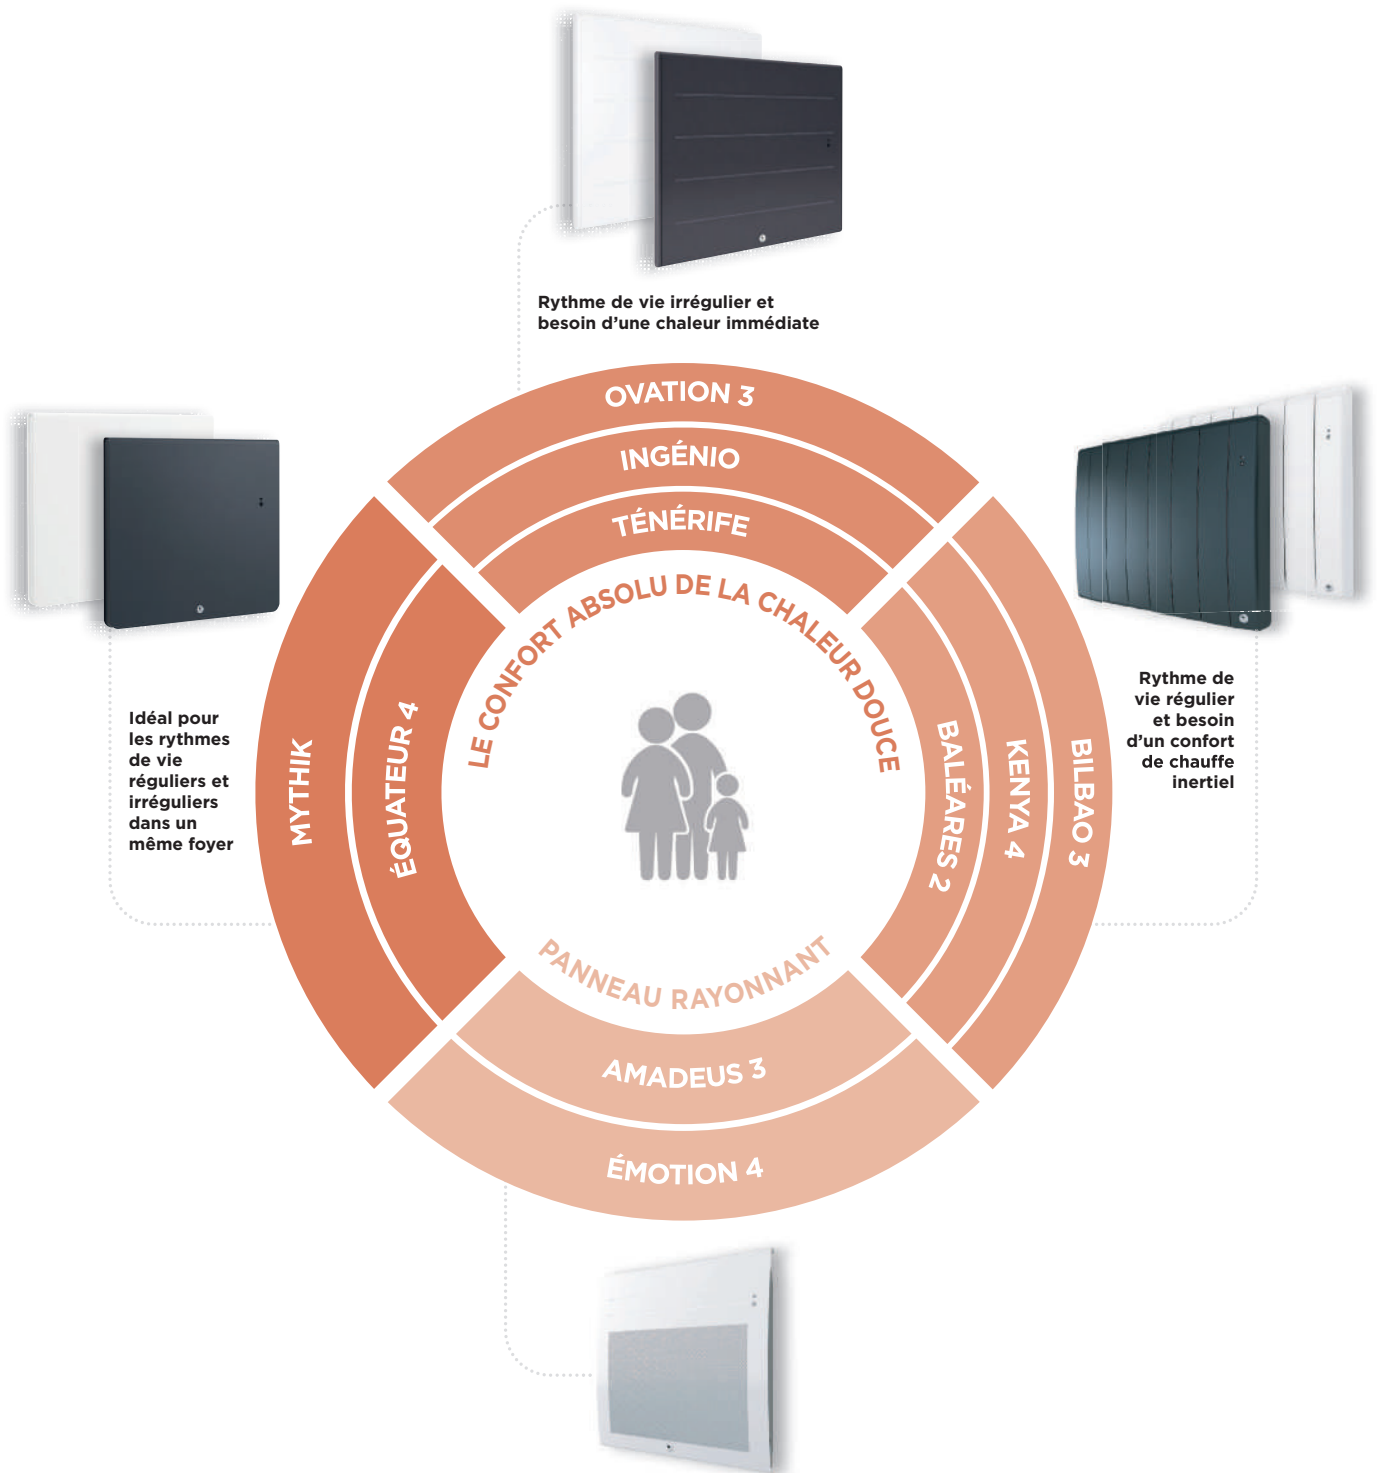 Rythme de vie irrégulier et
besoin d’une chaleur immédiate
OVATION 3
INGÉNIO
TÉNÉRIFE
LE CONFORT ABSOLU DE LA CHALEUR DOUCE
Idéal pour
les rythmes
de vie
réguliers et
irréguliers
dans un
même foyer
MYTHIK
ÉQUATEUR 4
BALÉARES 2
KENYA 4
BILBAO 3
Rythme de
vie régulier
et besoin
d’un confort
de chauffe
inertiel
PANNEAU RAYONNANT
AMADEUS 3
ÉMOTION 4